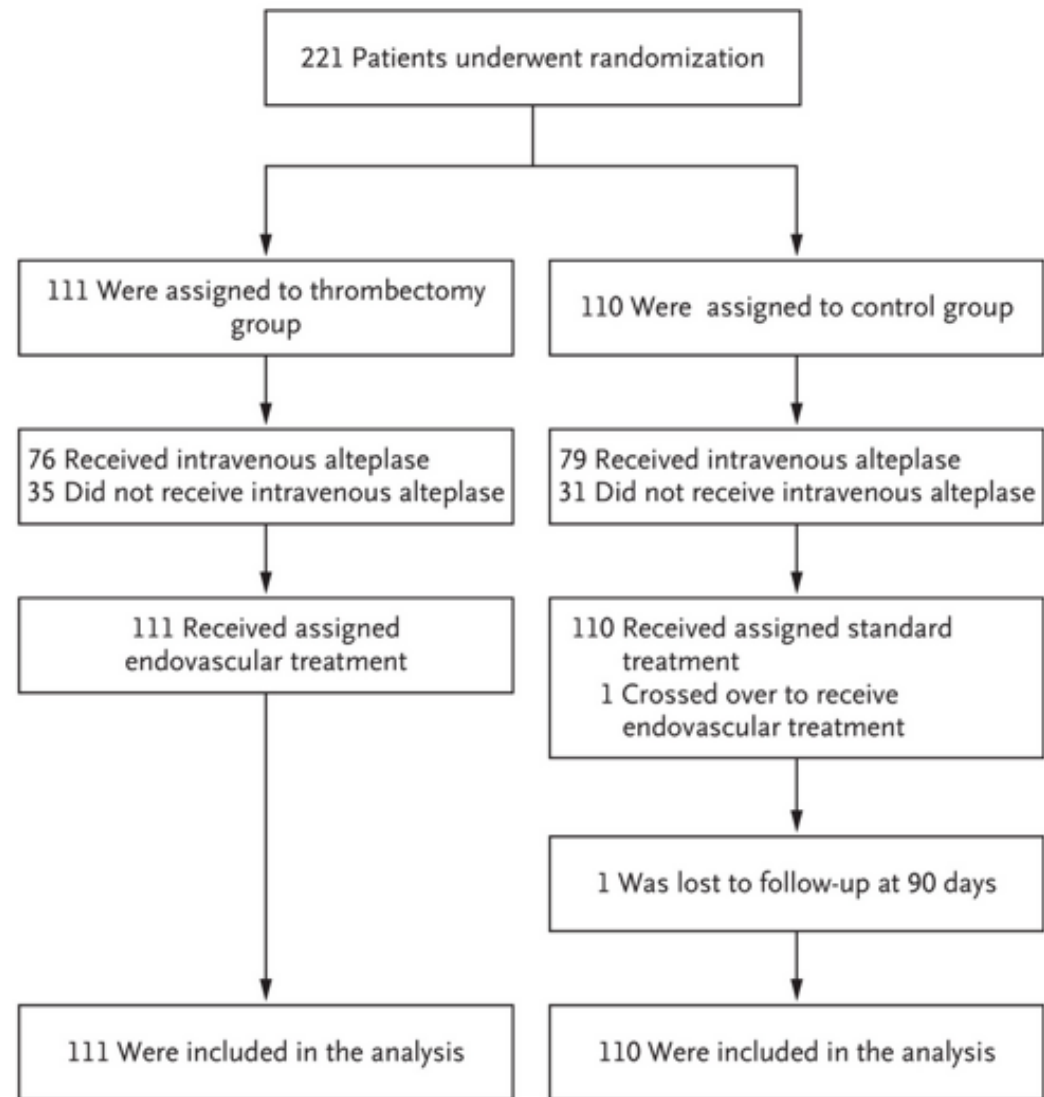 221 Patients underwent randomization
111 Were assigned to thrombectomy
group
110 Were assigned to control group
76 Received intravenous alteplase
35 Did not receive intravenous alteplase
79 Received intravenous alteplase
31 Did not receive intravenous alteplase
111 Received assigned
endovascular treatment
110 Received assigned standard
treatment
1 Crossed over to receive
endovascular treatment
1 Was lost to follow-up at 90 days
111 Were included in the analysis
110 Were included in the analysis